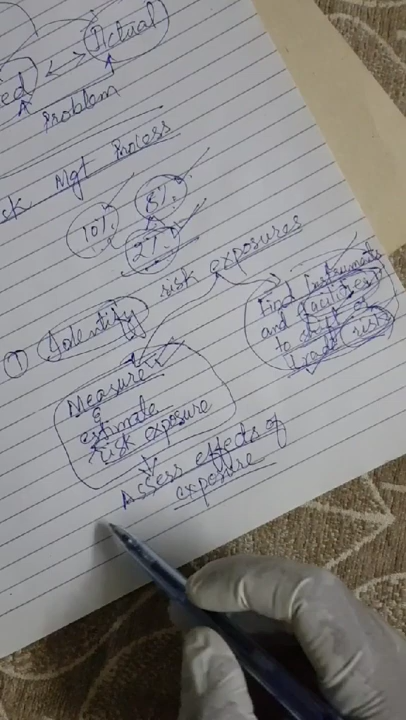 Actual
ed <->
Problem
sk Mgt Process
10%. 8%.
2%.
① Identify risk exposures
Measure
&
estimate
risk exposure
Find instruments
and facilities
to shift or
trade risk
Assess effects of
exposure